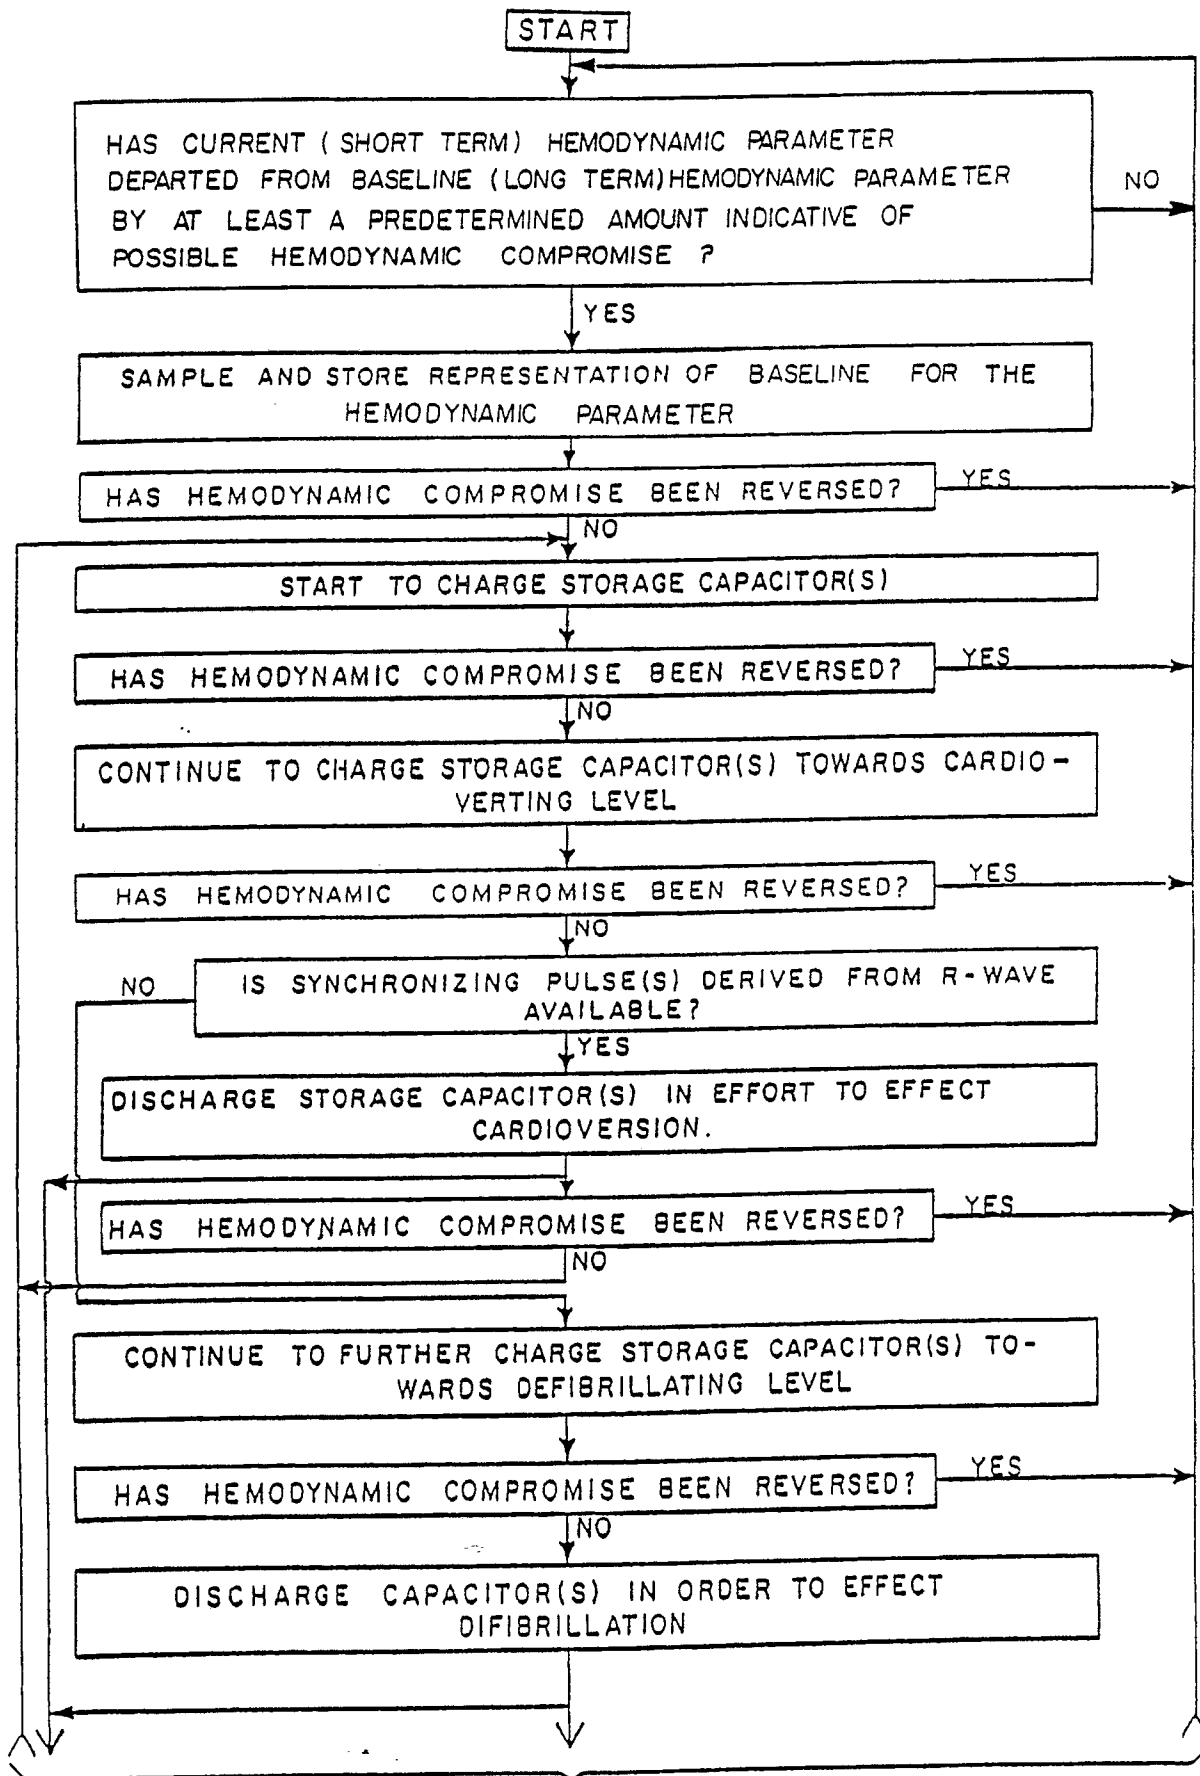 START
HAS CURRENT ( SHORT TERM) HEMODYNAMIC PARAMETER
DEPARTED FROM BASELINE (LONG TERM) HEMODYNAMIC PARAMETER
BY AT LEAST A PREDETERMINED AMOUNT INDICATIVE OF
POSSIBLE HEMODYNAMIC COMPROMISE ?
NO
YES
SAMPLE AND STORE REPRESENTATION OF BASELINE FOR THE
HEMODYNAMIC PARAMETER
HAS HEMODYNAMIC COMPROMISE BEEN REVERSED?
YES
NO
START TO CHARGE STORAGE CAPACITOR(S)
HAS HEMODYNAMIC COMPROMISE BEEN REVERSED?
YES
NO
CONTINUE TO CHARGE STORAGE CAPACITOR(S) TOWARDS CARDIO-
VERTING LEVEL
HAS HEMODYNAMIC COMPROMISE BEEN REVERSED?
YES
NO
NO
IS SYNCHRONIZING PULSE(S) DERIVED FROM R-WAVE
AVAILABLE?
YES
DISCHARGE STORAGE CAPACITOR(S) IN EFFORT TO EFFECT
CARDIOVERSION.
HAS HEMODYNAMIC COMPROMISE BEEN REVERSED?
YES
NO
CONTINUE TO FURTHER CHARGE STORAGE CAPACITOR(S) TO-
WARDS DEFIBRILLATING LEVEL
HAS HEMODYNAMIC COMPROMISE BEEN REVERSED?
YES
NO
DISCHARGE CAPACITOR(S) IN ORDER TO EFFECT
DIFIBRILLATION